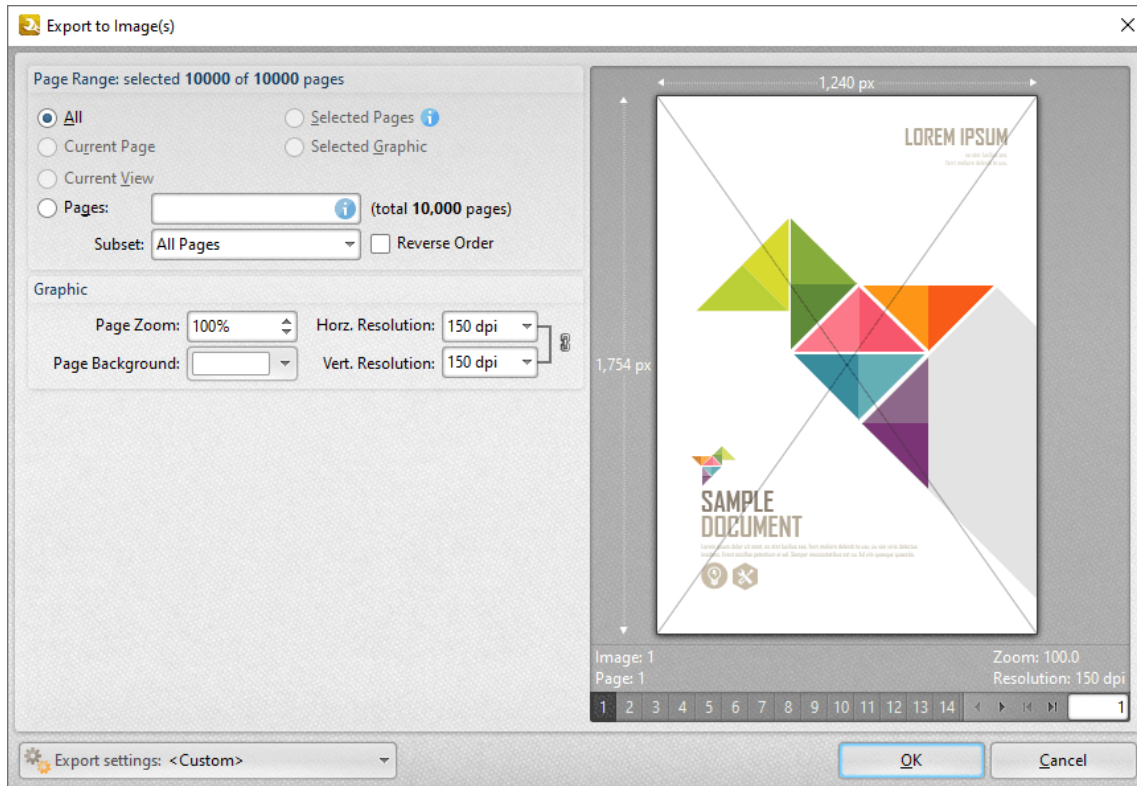 Export to Image(s)
Page Range: selected 10000 of 10000 pages
All
Selected Pages
Current Page
Selected Graphic
Current View
Pages:
(total 10,000 pages)
Subset: All Pages
Reverse Order
Graphic
Page Zoom: 100%
Horz. Resolution: 150 dpi
Page Background:
Vert. Resolution: 150 dpi
1,240 px
1,754 px
LOREM IPSUM
SAMPLE
DOCUMENT
Image: 1
Zoom: 100.0
Page: 1
Resolution: 150 dpi
1 2 3 4 5 6 7 8 9 10 11 12 13 14 1
Export settings: <Custom>
OK
Cancel